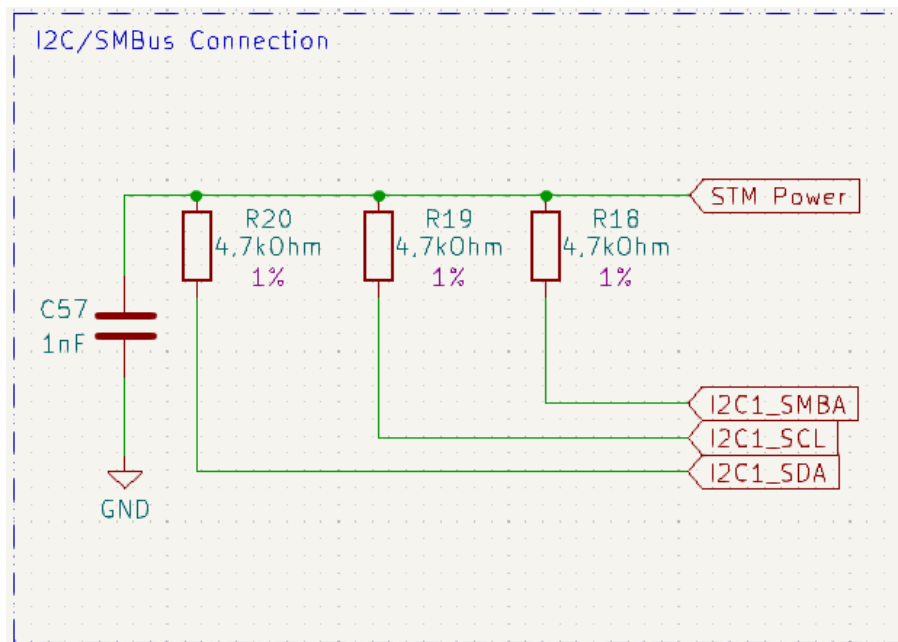 I2C/SMBus Connection
STM Power
R20
4,7kOhm
1%
R19
4,7kOhm
1%
R18
4,7kOhm
1%
C57
1nF
I2C1_SMBA
I2C1_SCL
I2C1_SDA
GND